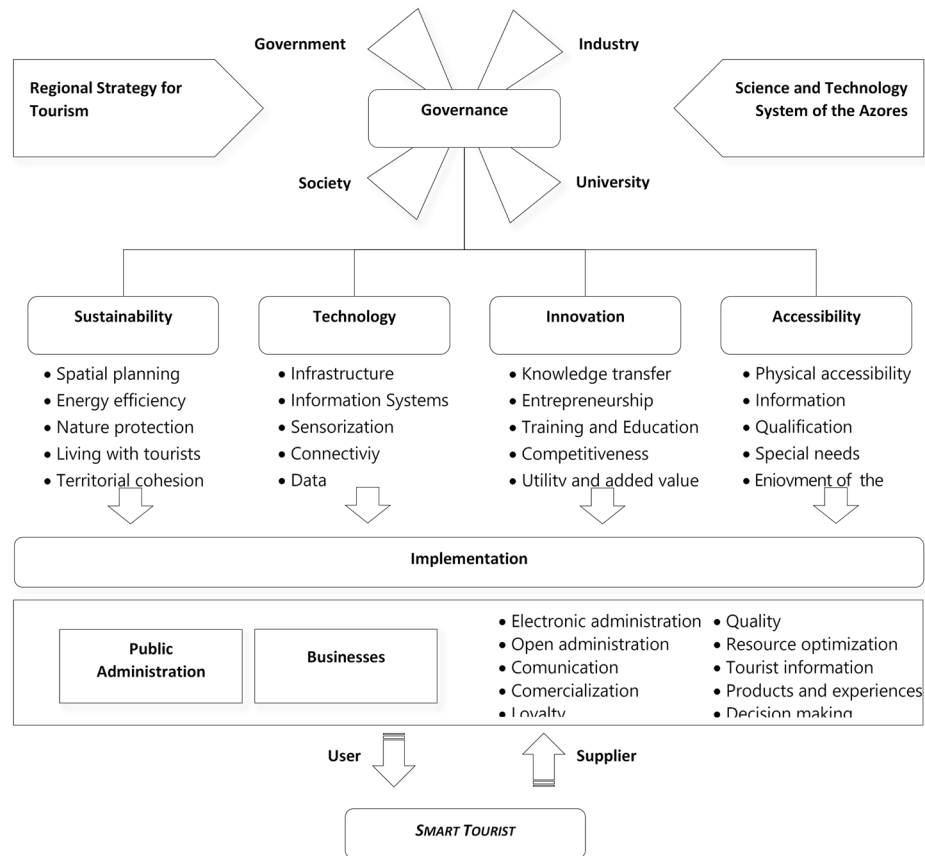 Government
Industry
Regional Strategy for
Tourism
Governance
Science and Technology
System of the Azores
Society
University
Sustainability
Technology
Innovation
Accessibility
• Spatial planning
• Energy efficiency
• Nature protection
• Living with tourists
• Territorial cohesion
• Infrastructure
• Information Systems
• Sensorization
• Connectiviy
• Data
• Knowledge transfer
• Entrepreneurship
• Training and Education
• Competitiveness
• Utility and added value
• Physical accessibility
• Information
• Qualification
• Special needs
• Enjoyment of the
Implementation
Public
Administration
Businesses
• Electronic administration
• Open administration
• Comunication
• Comercialization
• Loyalty
• Quality
• Resource optimization
• Tourist information
• Products and experiences
• Decision making
User
Supplier
SMART TOURIST